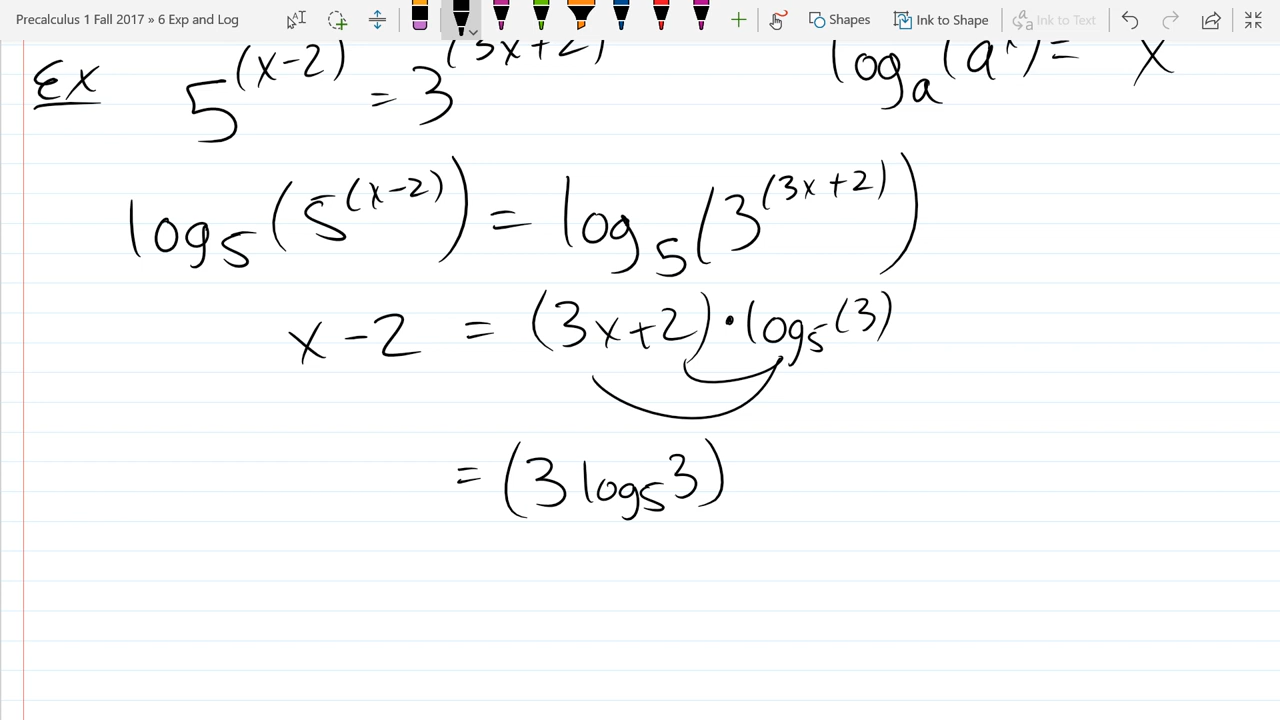 Precalculus 1 Fall 2017 » 6 Exp and Log Shapes Ink to Shape Ink to Text
Ex 5^(x-2) = 3^(3x+2) log_a(a^x) = x
log_5(5^(x-2)) = log_5(3^(3x+2))
x-2 = (3x+2)·log_5(3)
= (3 log_5 3)